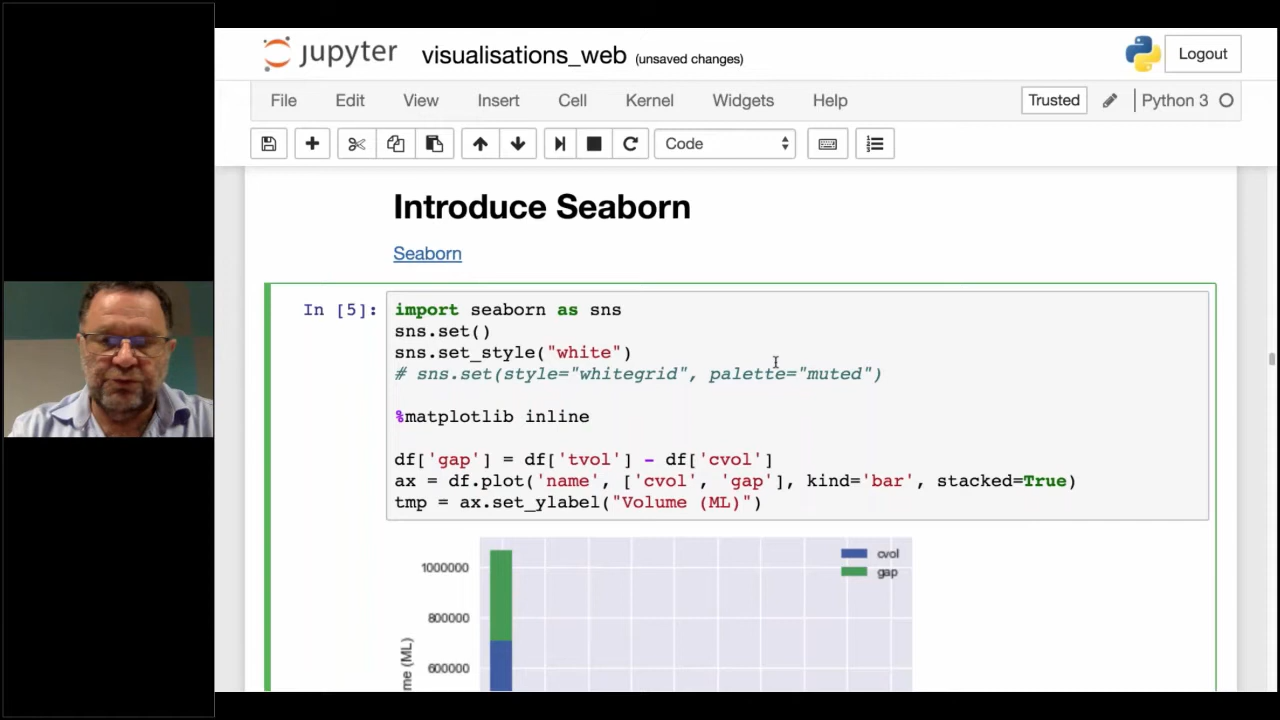 jupyter visualisations_web (unsaved changes) Logout
File Edit View Insert Cell Kernel Widgets Help Trusted Python 3
Code
Introduce Seaborn
Seaborn
In [5]: import seaborn as sns
sns.set()
sns.set_style("white")
# sns.set(style="whitegrid", palette="muted")
%matplotlib inline
df['gap'] = df['tvol'] - df['cvol']
ax = df.plot('name', ['cvol', 'gap'], kind='bar', stacked=True)
tmp = ax.set_ylabel("Volume (ML)")
cvol
1000000
gap
800000
600000
me (ML)